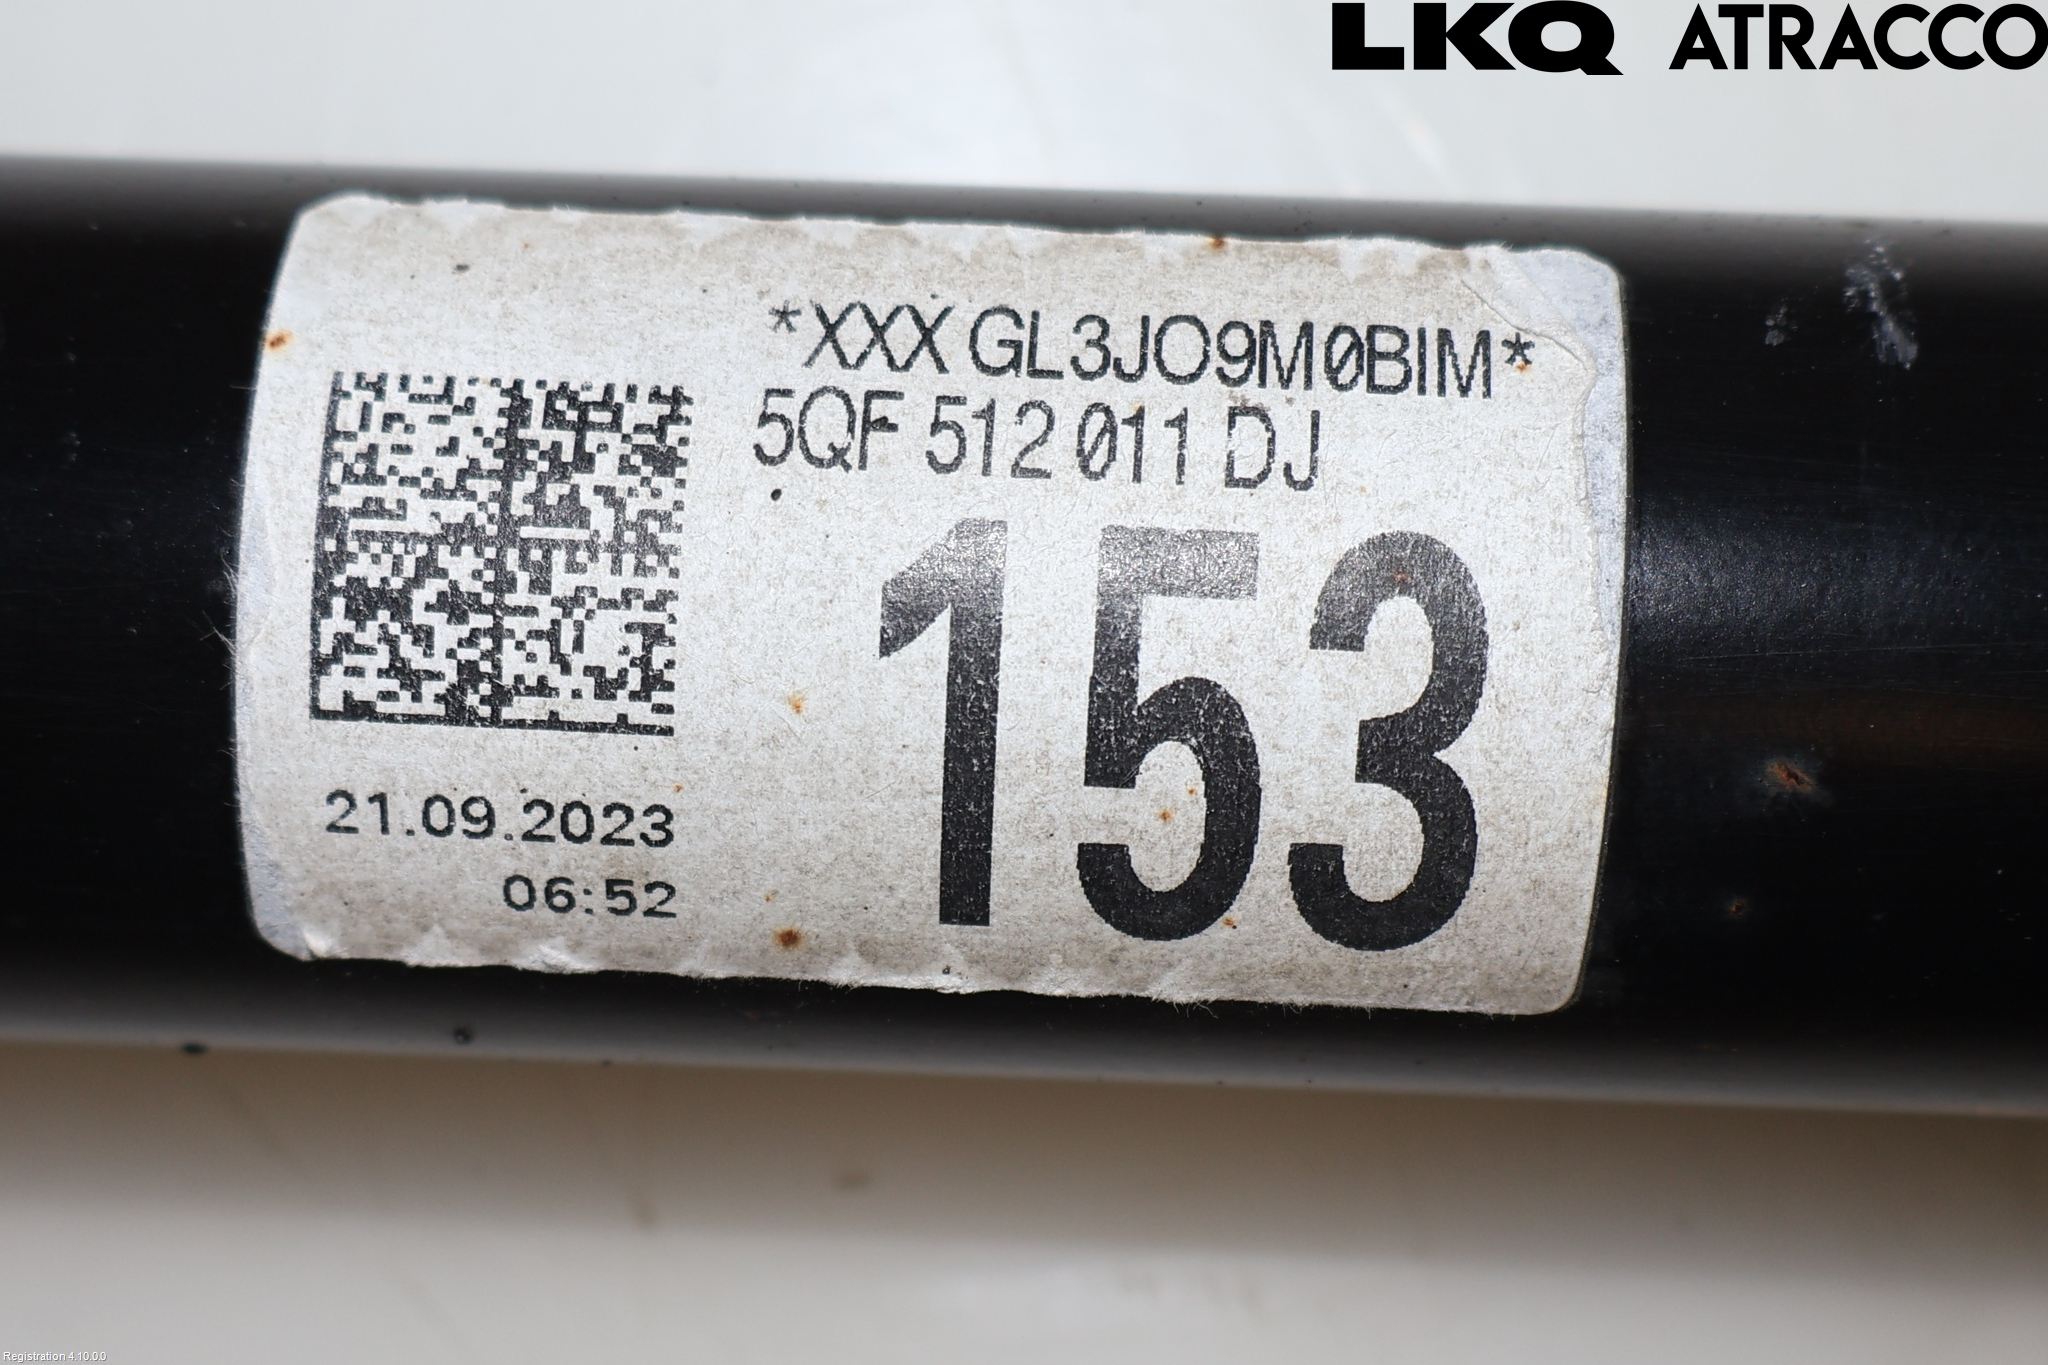 LKQ ATRACCO
*XXX GL3JO9M0BIM*
5QF 512 011 DJ
153
21.09.2023
06:52
Registration 4.10.0.0